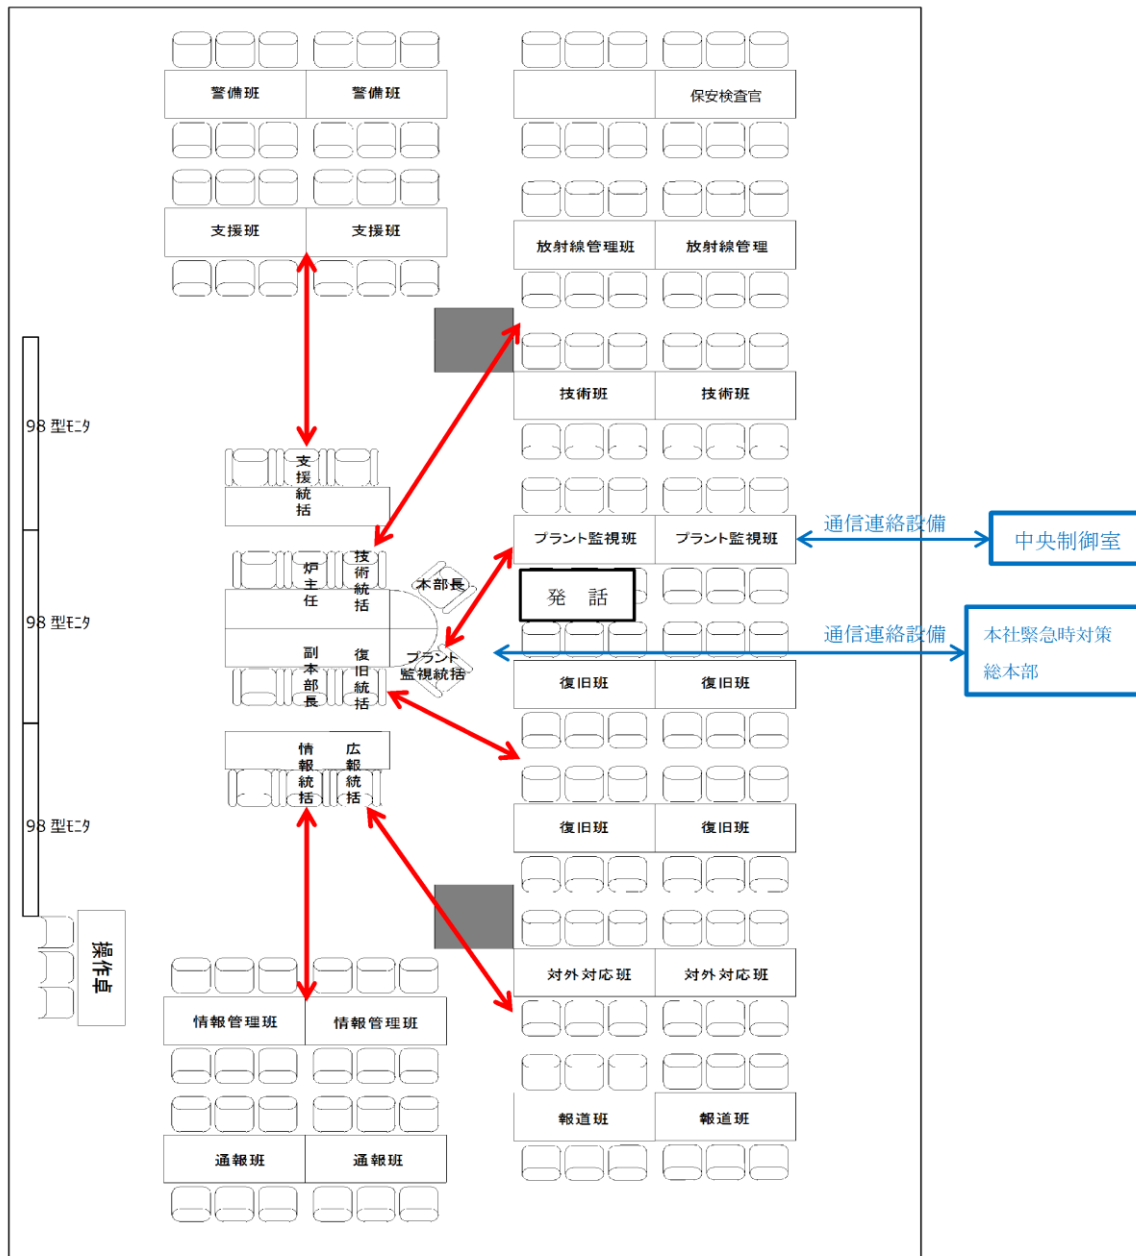 警備班
警備班
保安検査官
支援班
支援班
放射線管理班
放射線管理
技術班
技術班
98 型ﾓﾆﾀ
支援統括
プラント監視班
プラント監視班
通信連絡設備
中央制御室
炉主任
技術統括
本部長
発　話
98 型ﾓﾆﾀ
副本部長
復旧統括
プラント
監視統括
通信連絡設備
本社緊急時対策
総本部
復旧班
復旧班
情報統括
広報統括
98 型ﾓﾆﾀ
復旧班
復旧班
操作卓
対外対応班
対外対応班
情報管理班
情報管理班
報道班
報道班
通報班
通報班